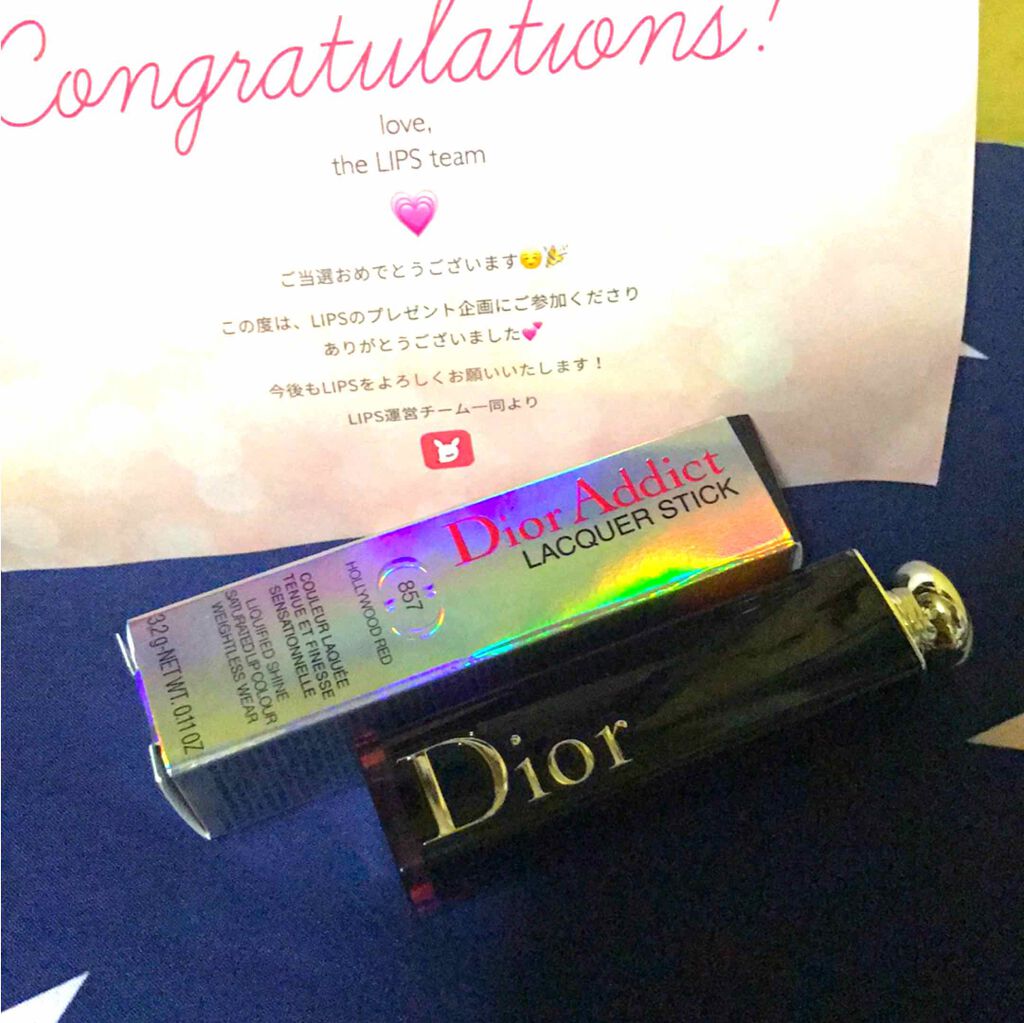 Congratulations!
love,
the LIPS team
ご当選おめでとうございます☺️🎉
この度は、LIPSのプレゼント企画にご参加くださり
ありがとうございました💕
今後もLIPSをよろしくお願いいたします！
LIPS運営チーム一同より
Dior Addict
LACQUER STICK
857
HOLLYWOOD RED
COULEUR LAQUÉE
TENUE ET FINESSE
SENSATIONNELLE
LIQUIFIED SHINE
SATURATED LIP COLOUR
WEIGHTLESS WEAR
3.2 g-NET WT. 0.11 OZ
Dior